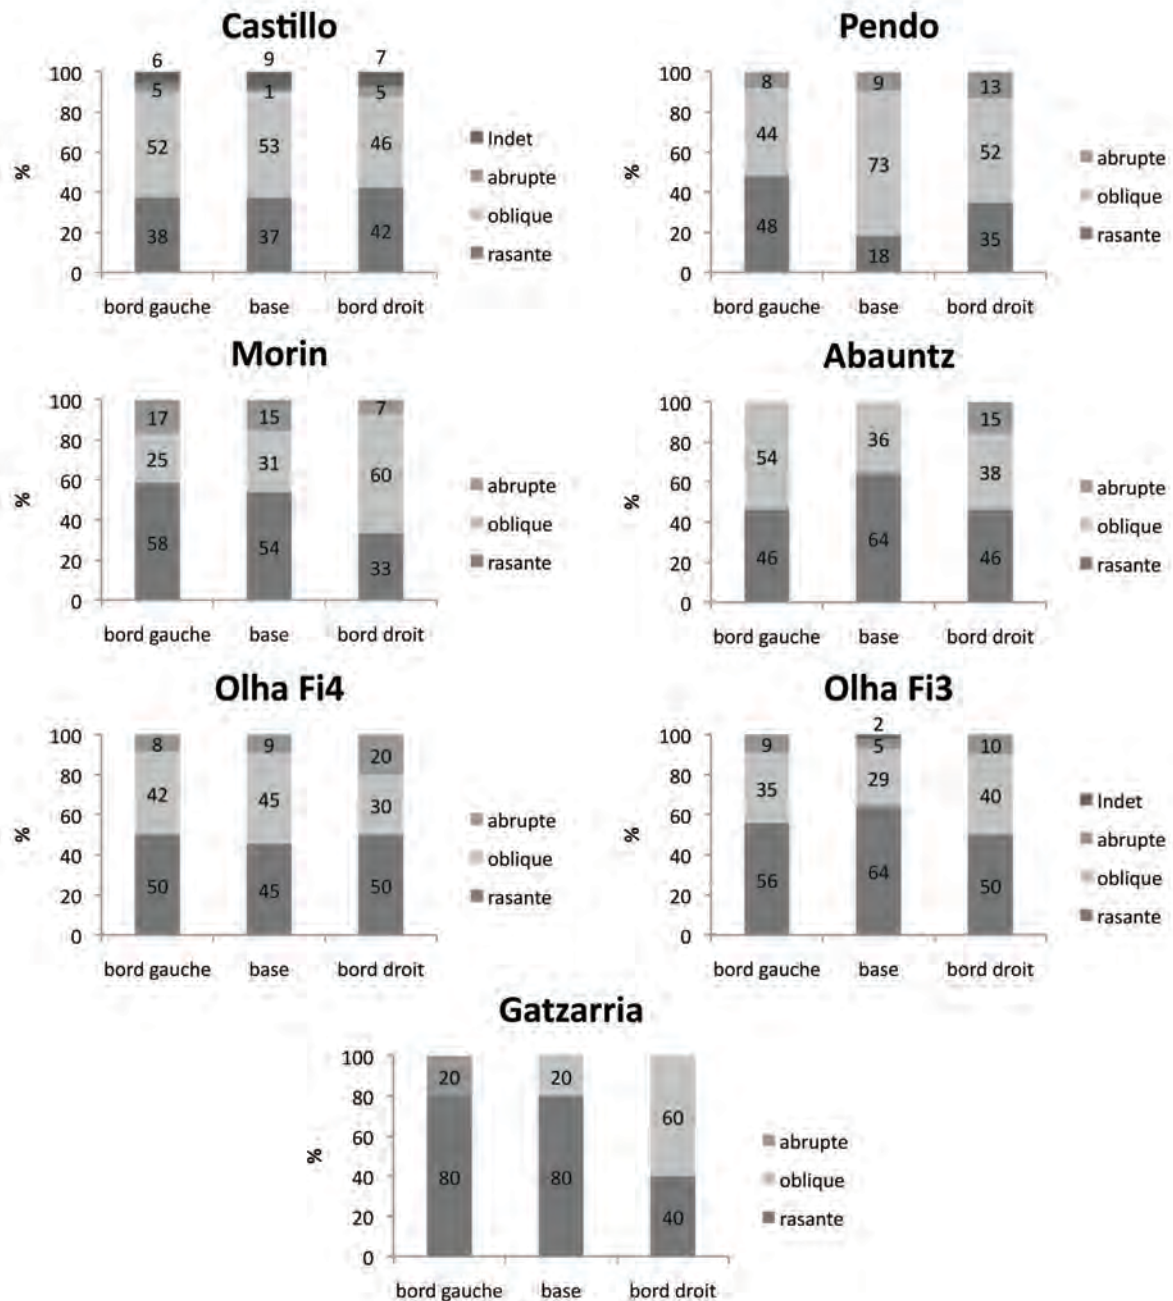 Castillo
6 9 7
100
80
60
40
20
0
%
5 1 5
52 53 46
38 37 42
bord gauche base bord droit
Indet
abrupte
oblique
rasante
Pendo
100
80
60
40
20
0
%
8 9 13
44 73 52
48 18 35
bord gauche base bord droit
abrupte
oblique
rasante
Morin
100
80
60
40
20
0
%
17 15 7
25 31 60
58 54 33
bord gauche base bord droit
abrupte
oblique
rasante
Abauntz
100
80
60
40
20
0
%
15
54 36 38
46 64 46
bord gauche base bord droit
abrupte
oblique
rasante
Olha Fi4
100
80
60
40
20
0
%
8 9 20
42 45 30
50 45 50
bord gauche base bord droit
abrupte
oblique
rasante
Olha Fi3
2
100
80
60
40
20
0
%
9 5 10
35 29 40
56 64 50
bord gauche base bord droit
Indet
abrupte
oblique
rasante
Gatzarria
100
80
60
40
20
0
%
20 20 60
80 80 40
bord gauche base bord droit
abrupte
oblique
rasante